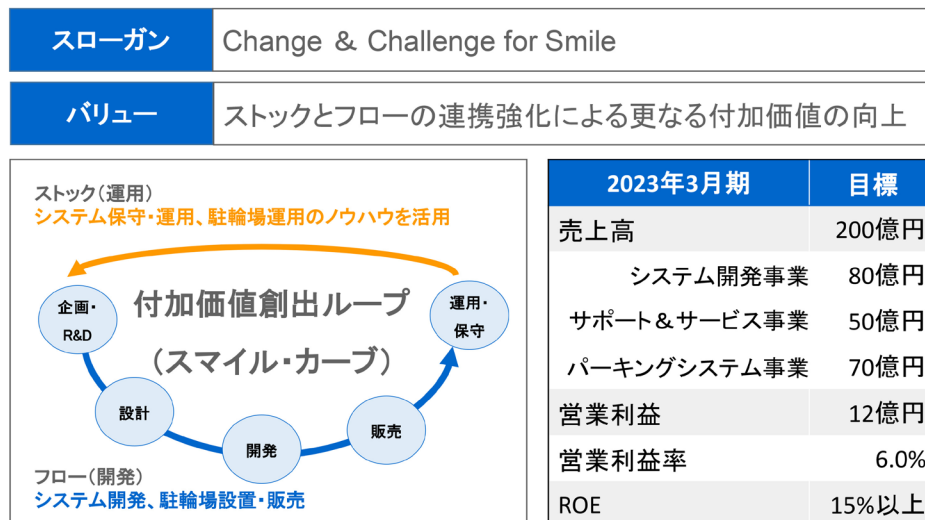 スローガン Change & Challenge for Smile
バリュー ストックとフローの連携強化による更なる付加価値の向上
ストック(運用)
システム保守・運用、駐輪場運用のノウハウを活用
付加価値創出ループ
(スマイル・カーブ)
企画・
R&D
設計
開発
販売
運用・
保守
フロー(開発)
システム開発、駐輪場設置・販売
2023年3月期 目標
売上高 200億円
システム開発事業 80億円
サポート&サービス事業 50億円
パーキングシステム事業 70億円
営業利益 12億円
営業利益率 6.0%
ROE 15%以上